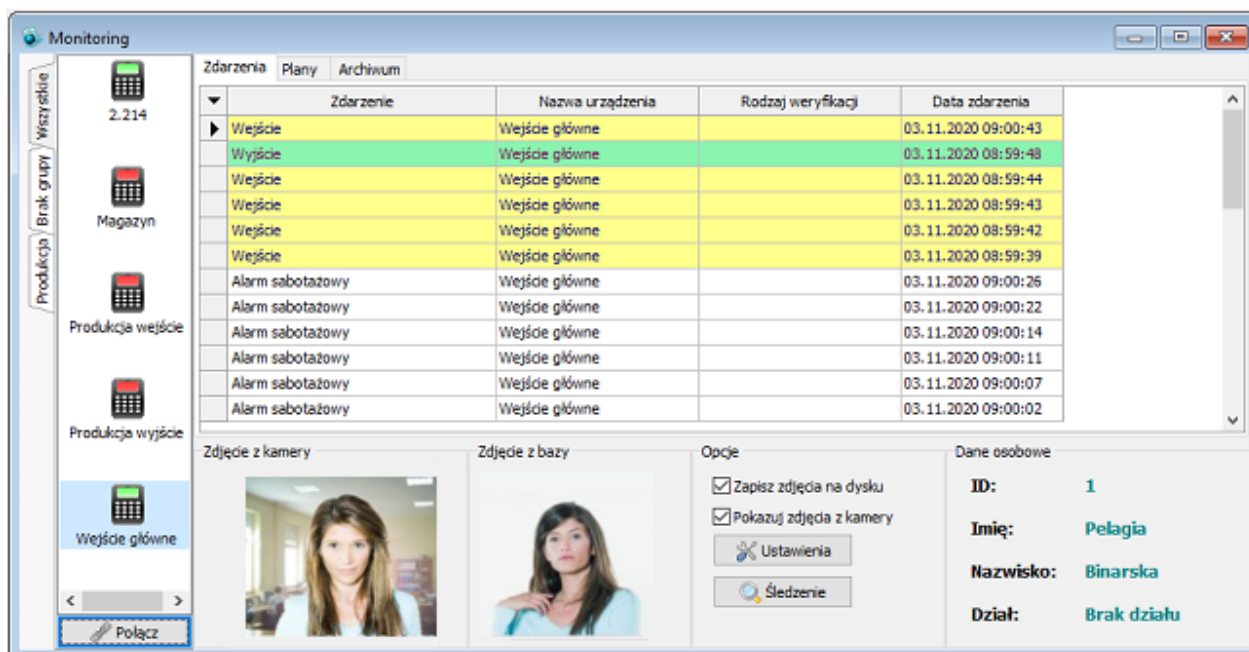 Monitoring
Wszystkie
Brak grupy
Produkcja
2.214
Magazyn
Produkcja wejście
Produkcja wyjście
Wejście główne
Połącz
Zdarzenia Plany Archiwum
Zdarzenie Nazwa urządzenia Rodzaj weryfikacji Data zdarzenia
Wejście Wejście główne 03.11.2020 09:00:43
Wyjście Wejście główne 03.11.2020 08:59:48
Wejście Wejście główne 03.11.2020 08:59:44
Wejście Wejście główne 03.11.2020 08:59:43
Wejście Wejście główne 03.11.2020 08:59:42
Wejście Wejście główne 03.11.2020 08:59:39
Alarm sabotażowy Wejście główne 03.11.2020 09:00:26
Alarm sabotażowy Wejście główne 03.11.2020 09:00:22
Alarm sabotażowy Wejście główne 03.11.2020 09:00:14
Alarm sabotażowy Wejście główne 03.11.2020 09:00:11
Alarm sabotażowy Wejście główne 03.11.2020 09:00:07
Alarm sabotażowy Wejście główne 03.11.2020 09:00:02
Zdjęcie z kamery
Zdjęcie z bazy
Opcje
Zapisz zdjęcia na dysku
Pokazuj zdjęcia z kamery
Ustawienia
Śledzenie
Dane osobowe
ID: 1
Imię: Pelagia
Nazwisko: Binarska
Dział: Brak działu